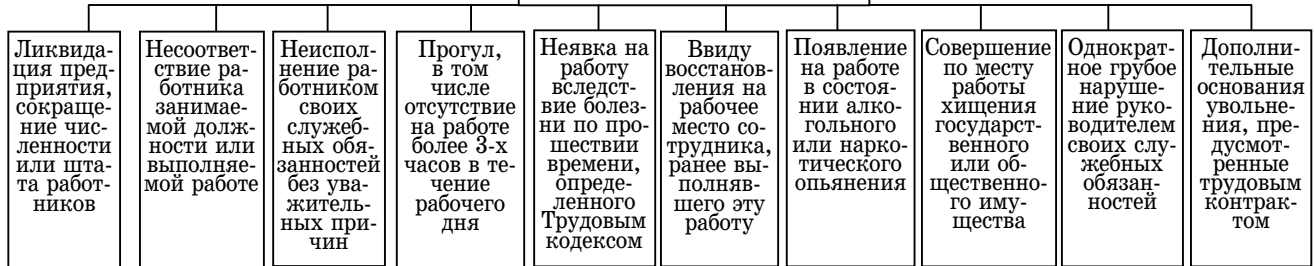 Ликвида-
ция пред-
приятия,
сокраще-
ние чис-
ленности
или шта-
та работ-
ников
Несоответ-
ствие ра-
ботника
занимае-
мой долж-
ности или
выполняе-
мой работе
Неиспол-
нение ра-
ботником
своих
служеб-
ных обя-
занностей
без ува-
житель-
ных при-
чин
Прогул,
в том
числе
отсутствие
на работе
более 3-х
часов в те-
чение
рабочего
дня
Неявка на
работу
вследст-
вие болез-
ни по про-
шествии
времени,
опреде-
ленного
Трудовым
кодексом
Ввиду
восстанов-
ления на
рабочее
место со-
трудника,
ранее вы-
полняв-
шего эту
работу
Появление
на работе
в состоя-
нии алко-
гольного
или нарко-
тического
опьянения
Совершение
по месту
работы
хищения
государст-
венного
или об-
щественно-
го иму-
щества
Однократ-
ное грубое
наруше-
ние руко-
водителем
своих слу-
жебных
обязан-
ностей
Дополни-
тельные
основания
увольне-
ния, пре-
дусмот-
ренные
трудовым
контрак-
том